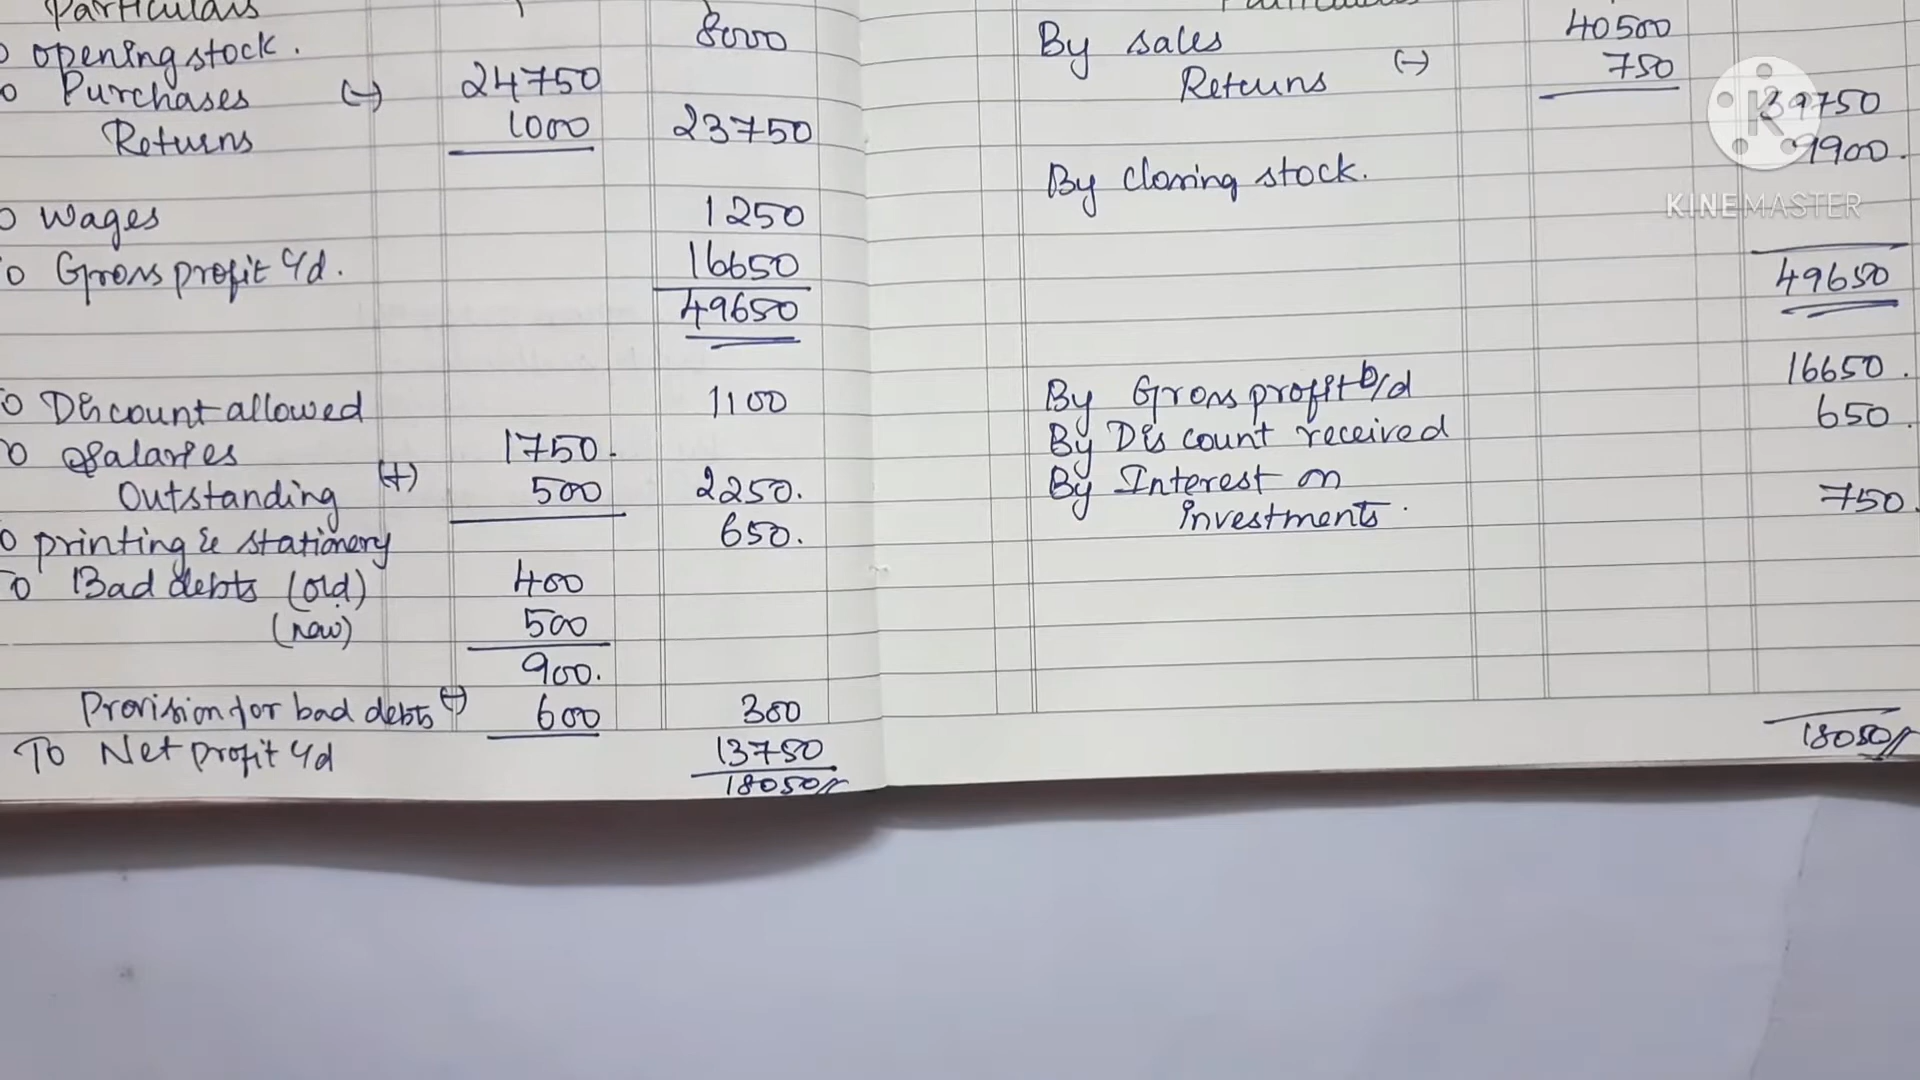 Particulars
o opening stock. 8000
o Purchases (-) 24750
Returns 1000 23750
o Wages 1250
o Gross profit c/d. 16650
49650
o Discount allowed 1100
o Salaries 1750.
Outstanding (+) 500 2250.
o printing & stationery 650.
To Bad debts (old) 400
(new) 500
900.
Provision for bad debts (-) 600 300
To Net profit c/d 13750
18050/-
Particulars
By sales 40500
Returns (-) 750
39750
By closing stock. 9900.
49650
By Gross profit b/d 16650.
By Discount received 650.
By Interest on
investments. 750.
18050/-
K
KINEMASTER